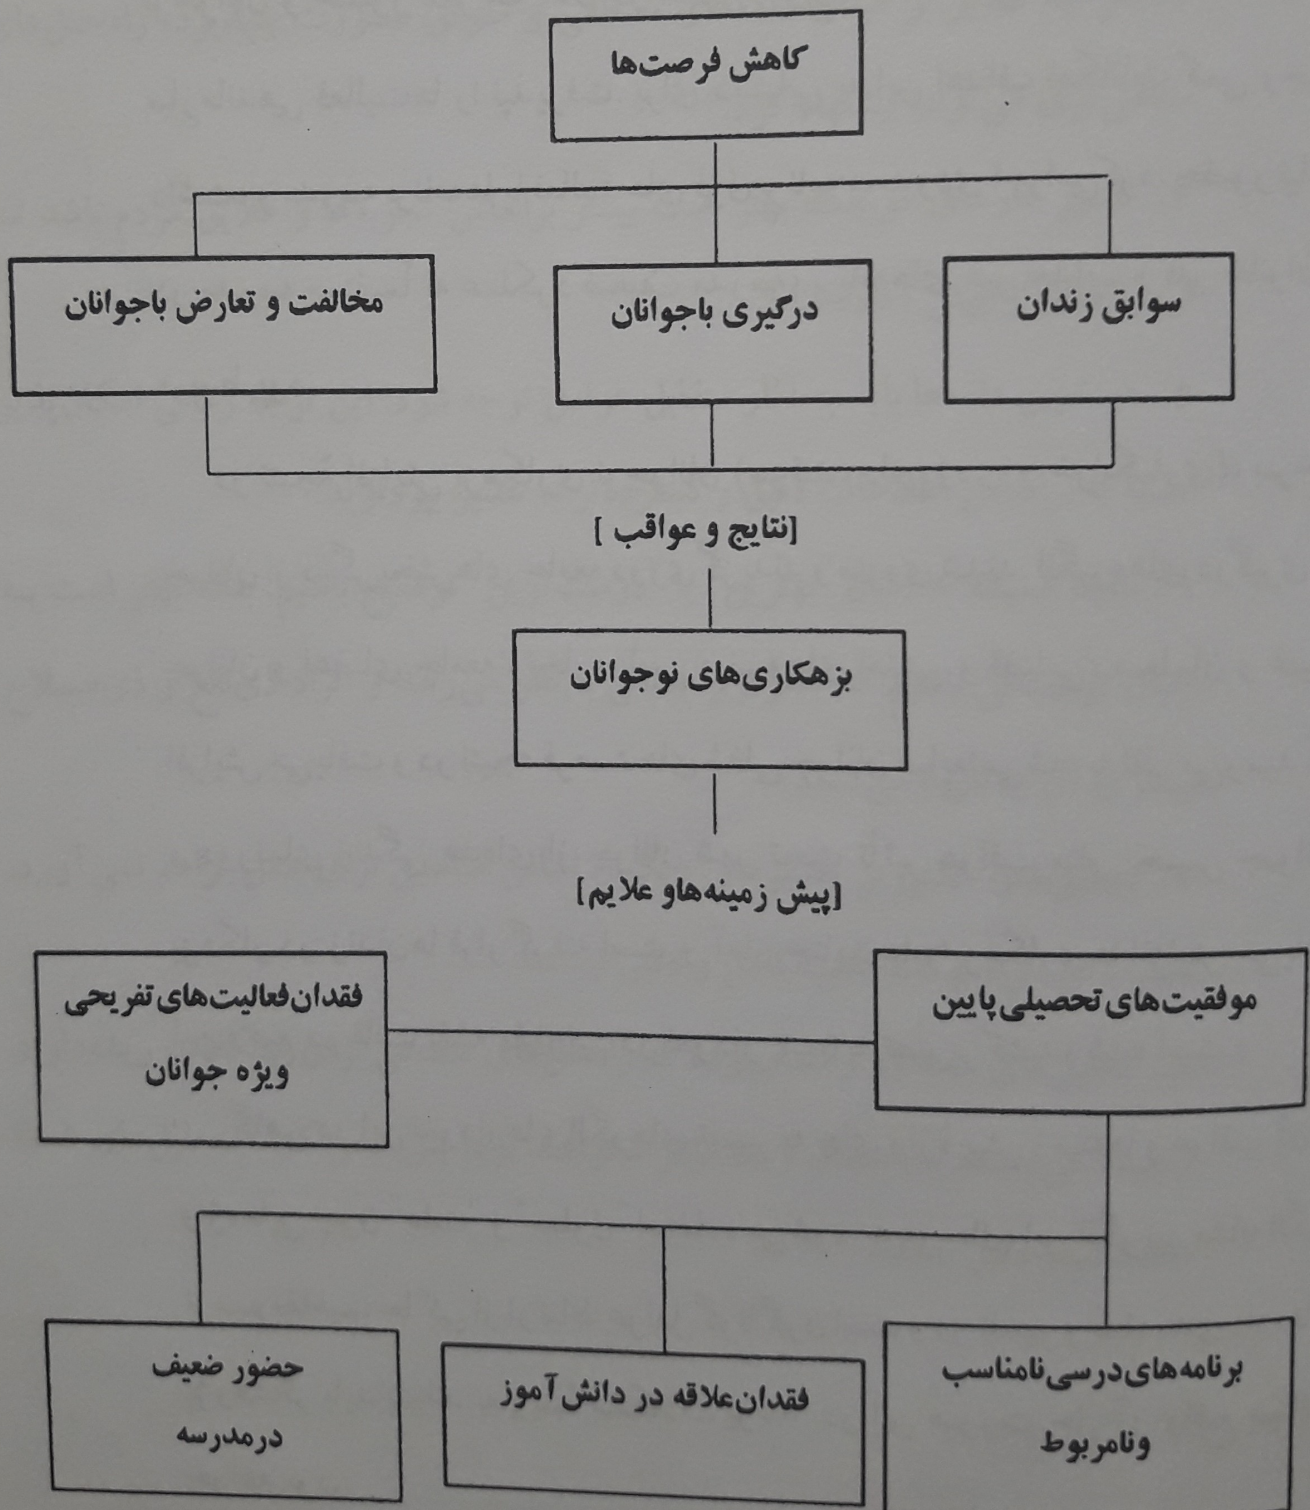 کاهش فرصت‌ها
سوابق زندان
درگیری باجوانان
مخالفت و تعارض باجوانان
[نتایج و عواقب ]
بزهکاری‌های نوجوانان
[پیش زمینه‌هاو علایم]
موفقیت‌های تحصیلی پایین
فقدان فعالیت‌های تفریحی
ویژه جوانان
برنامه‌های درسی نامناسب
ونامربوط
فقدان علاقه در دانش آموز
حضور ضعیف
درمدرسه